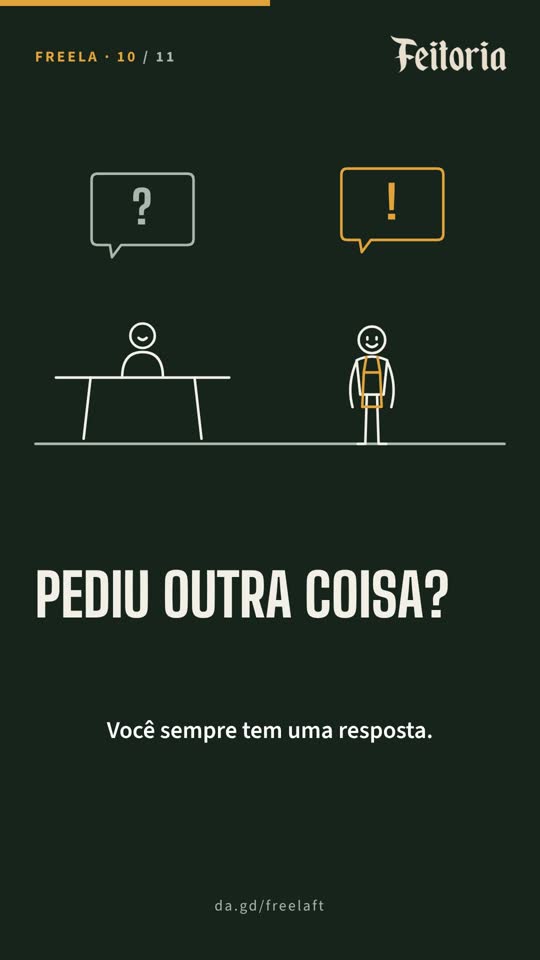 FREELA · 10 / 11
Feitoria
?
!
PEDIU OUTRA COISA?
Você sempre tem uma resposta.
da.gd/freelaft